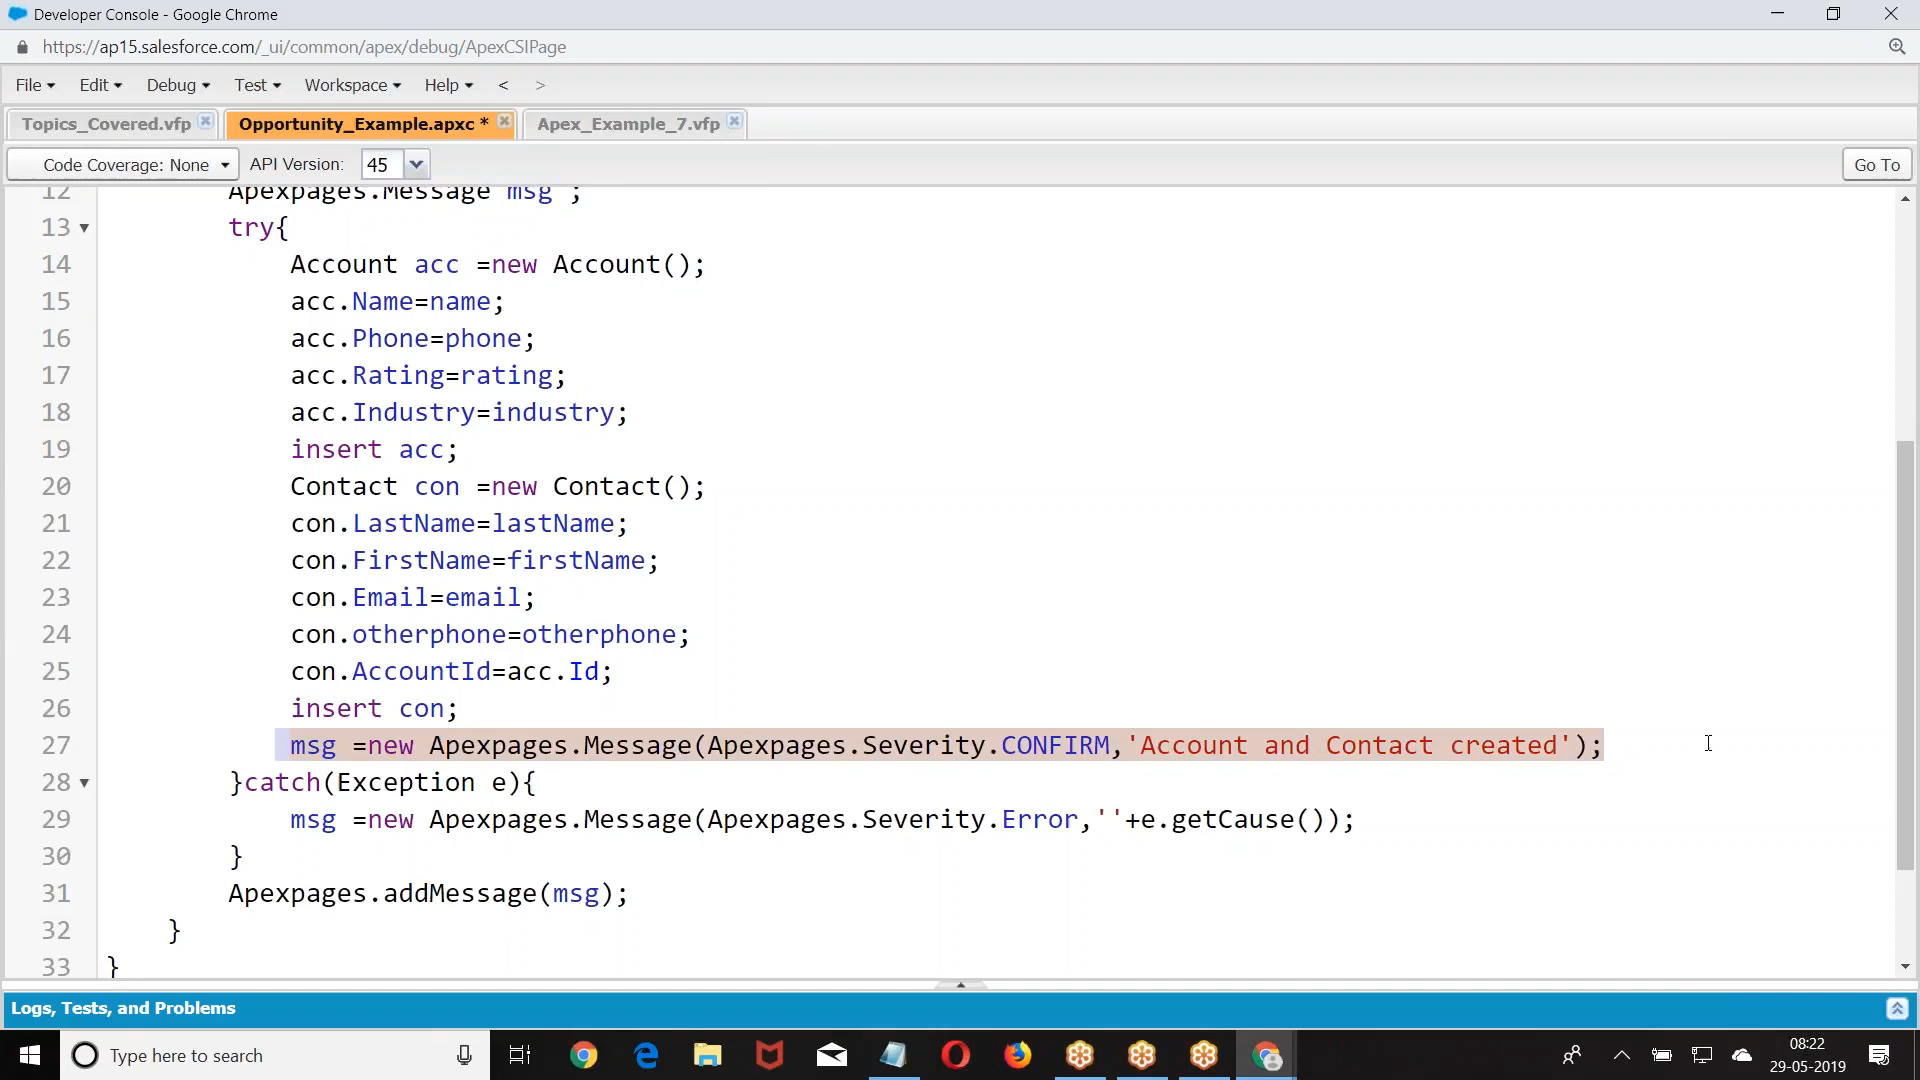 Developer Console - Google Chrome
https://ap15.salesforce.com/_ui/common/apex/debug/ApexCSIPage
File Edit Debug Test Workspace Help < >
Topics_Covered.vfp Opportunity_Example.apxc * Apex_Example_7.vfp
Code Coverage: None API Version: 45 Go To
12 Apexpages.Message msg ;
13 try{
14 Account acc =new Account();
15 acc.Name=name;
16 acc.Phone=phone;
17 acc.Rating=rating;
18 acc.Industry=industry;
19 insert acc;
20 Contact con =new Contact();
21 con.LastName=lastName;
22 con.FirstName=firstName;
23 con.Email=email;
24 con.otherphone=otherphone;
25 con.AccountId=acc.Id;
26 insert con;
27 msg =new Apexpages.Message(Apexpages.Severity.CONFIRM,'Account and Contact created');
28 }catch(Exception e){
29 msg =new Apexpages.Message(Apexpages.Severity.Error,''+e.getCause());
30 }
31 Apexpages.addMessage(msg);
32 }
33 }
Logs, Tests, and Problems
Type here to search
08:22
29-05-2019